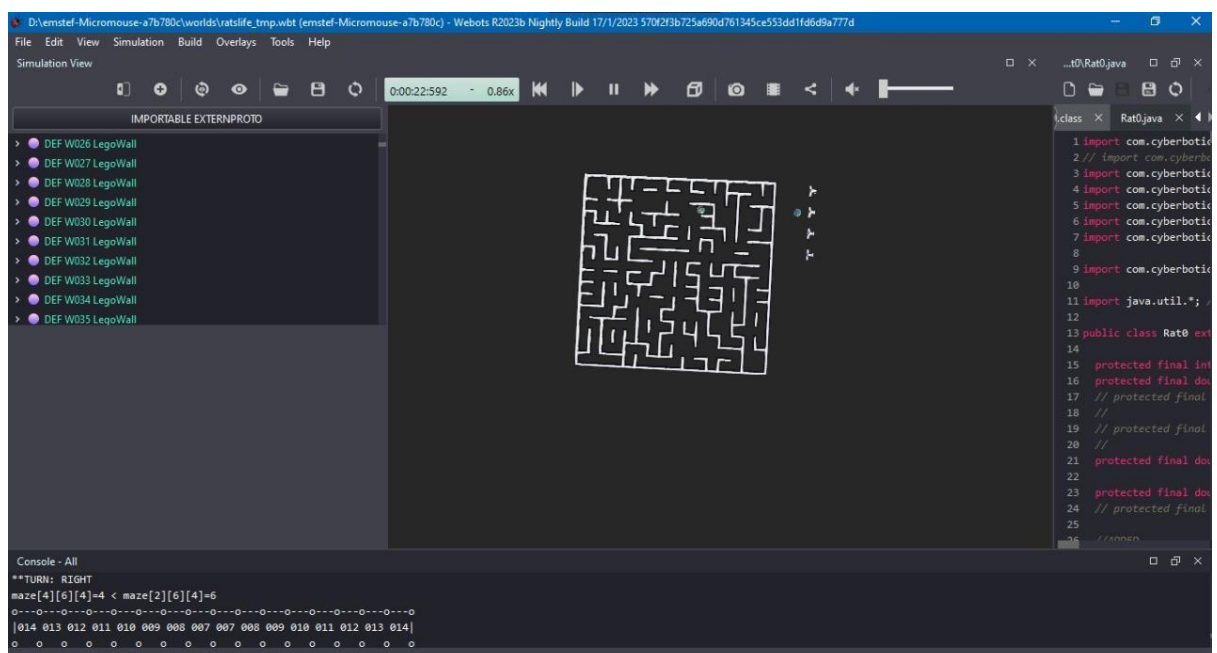 D:\emstef-Micromouse-a7b780c\worlds\ratslife_tmp.wbt (emstef-Micromouse-a7b780c) - Webots R2023b Nightly Build 17/1/2023 570f2f3b725a690d761345ce553dd1fd6d9a777d
File Edit View Simulation Build Overlays Tools Help
Simulation View
...t0\Rat0.java
0:00:22:592 - 0.86x
IMPORTABLE EXTERNPROTO
DEF W026 LegoWall
DEF W027 LegoWall
DEF W028 LegoWall
DEF W029 LegoWall
DEF W030 LegoWall
DEF W031 LegoWall
DEF W032 LegoWall
DEF W033 LegoWall
DEF W034 LegoWall
DEF W035 LegoWall
.class Rat0.java
1 import com.cyberbotic
2 // import com.cyberbo
3 import com.cyberbotic
4 import com.cyberbotic
5 import com.cyberbotic
6 import com.cyberbotic
7 import com.cyberbotic
8
9 import com.cyberbotic
10
11 import java.util.*; /
12
13 public class Rat0 ext
14
15 protected final int
16 protected final dou
17 // protected final
18 //
19 // protected final
20 //
21 protected final dou
22
23 protected final dou
24 // protected final
25
26 //ADDED
Console - All
**TURN: RIGHT
maze[4][6][4]=4 < maze[2][6][4]=6
o---o---o---o---o---o---o---o---o---o---o---o---o---o---o---o---o
|014 013 012 011 010 009 008 007 007 008 009 010 011 012 013 014|
o o o o o o o o o o o o o o o o o